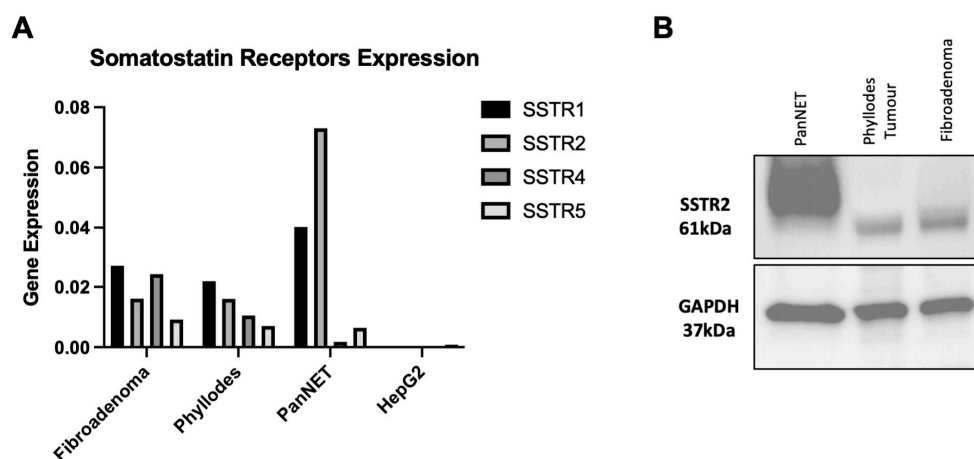 A
Somatostatin Receptors Expression
Gene Expression
0.08
0.06
0.04
0.02
0.00
Fibroadenoma
Phyllodes
PanNET
HepG2
SSTR1
SSTR2
SSTR4
SSTR5
B
PanNET
Phyllodes
Tumour
Fibroadenoma
SSTR2
61kDa
GAPDH
37kDa